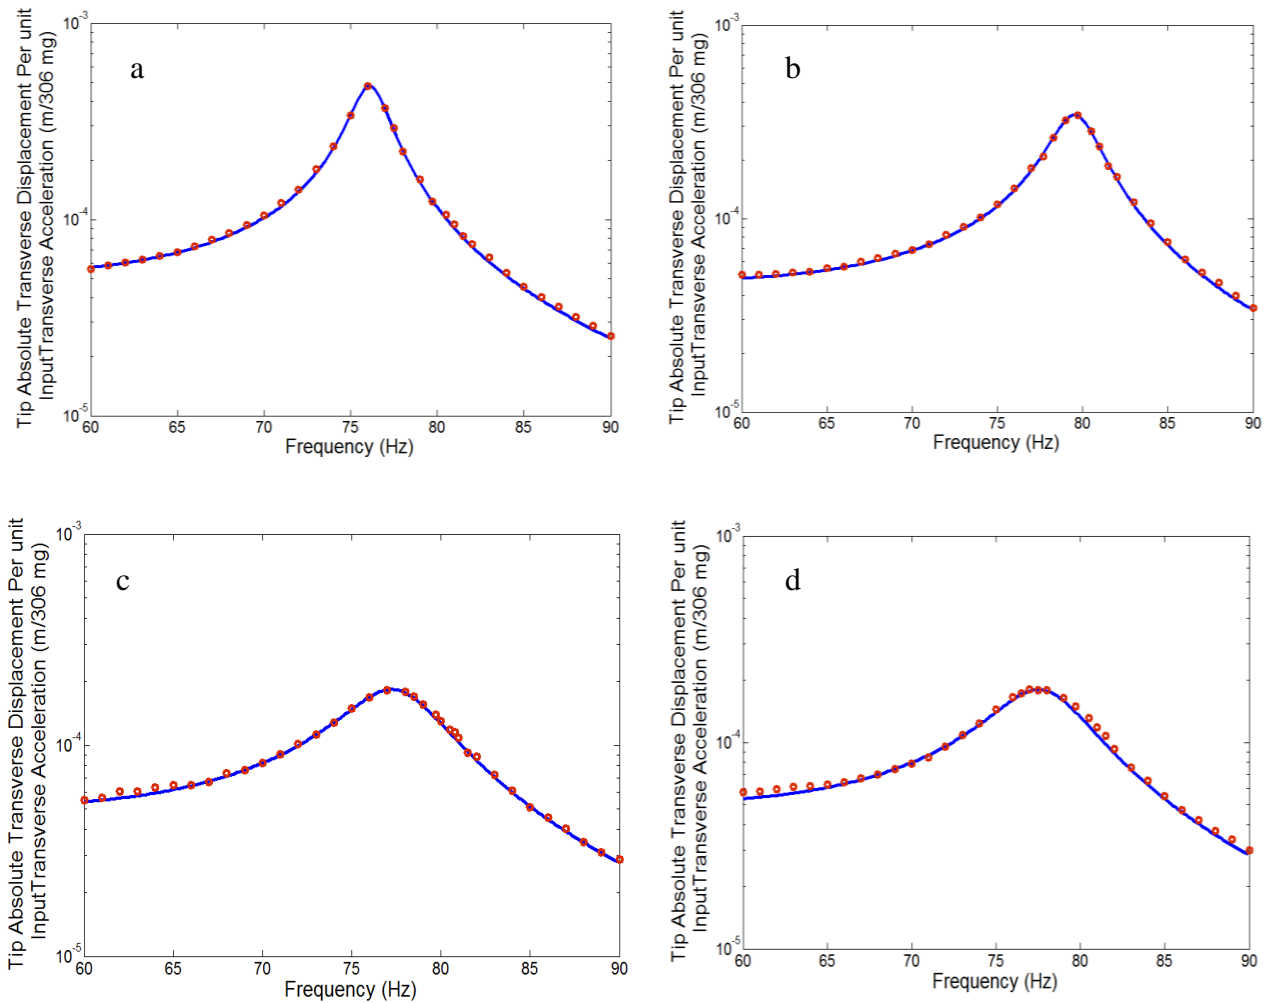 a
Tip Absolute Transverse Displacement Per unit
InputTransverse Acceleration (m/306 mg)
10-3
10-4
10-5
60 65 70 75 80 85 90
Frequency (Hz)
b
Tip Absolute Transverse Displacement Per unit
InputTransverse Acceleration (m/306 mg)
10-3
10-4
10-5
60 65 70 75 80 85 90
Frequency (Hz)
c
Tip Absolute Transverse Displacement Per unit
InputTransverse Acceleration (m/306 mg)
10-3
10-4
10-5
60 65 70 75 80 85 90
Frequency (Hz)
d
Tip Absolute Transverse Displacement Per unit
InputTransverse Acceleration (m/306 mg)
10-3
10-4
10-5
60 65 70 75 80 85 90
Frequency (Hz)